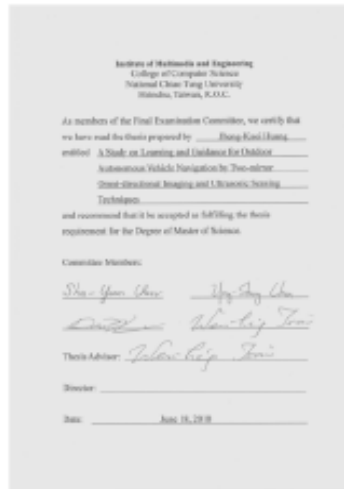 Institute of Multimedia and Engineering
College of Computer Science
National Chiao Tung University
Hsinchu, Taiwan, R.O.C.
As members of the Final Examination Committee, we certify that
we have read the thesis prepared by
entitled A Study on Learning and Guidance for Outdoor
Autonomous Vehicle Navigation by Two-mirror
Omni-directional Imaging and Ultrasonic Sensing
Techniques
and recommend that it be accepted as fulfilling the thesis
requirement for the Degree of Master of Science.
Committee Members:
Thesis Advisor:
Director:
Date: June 18, 2010